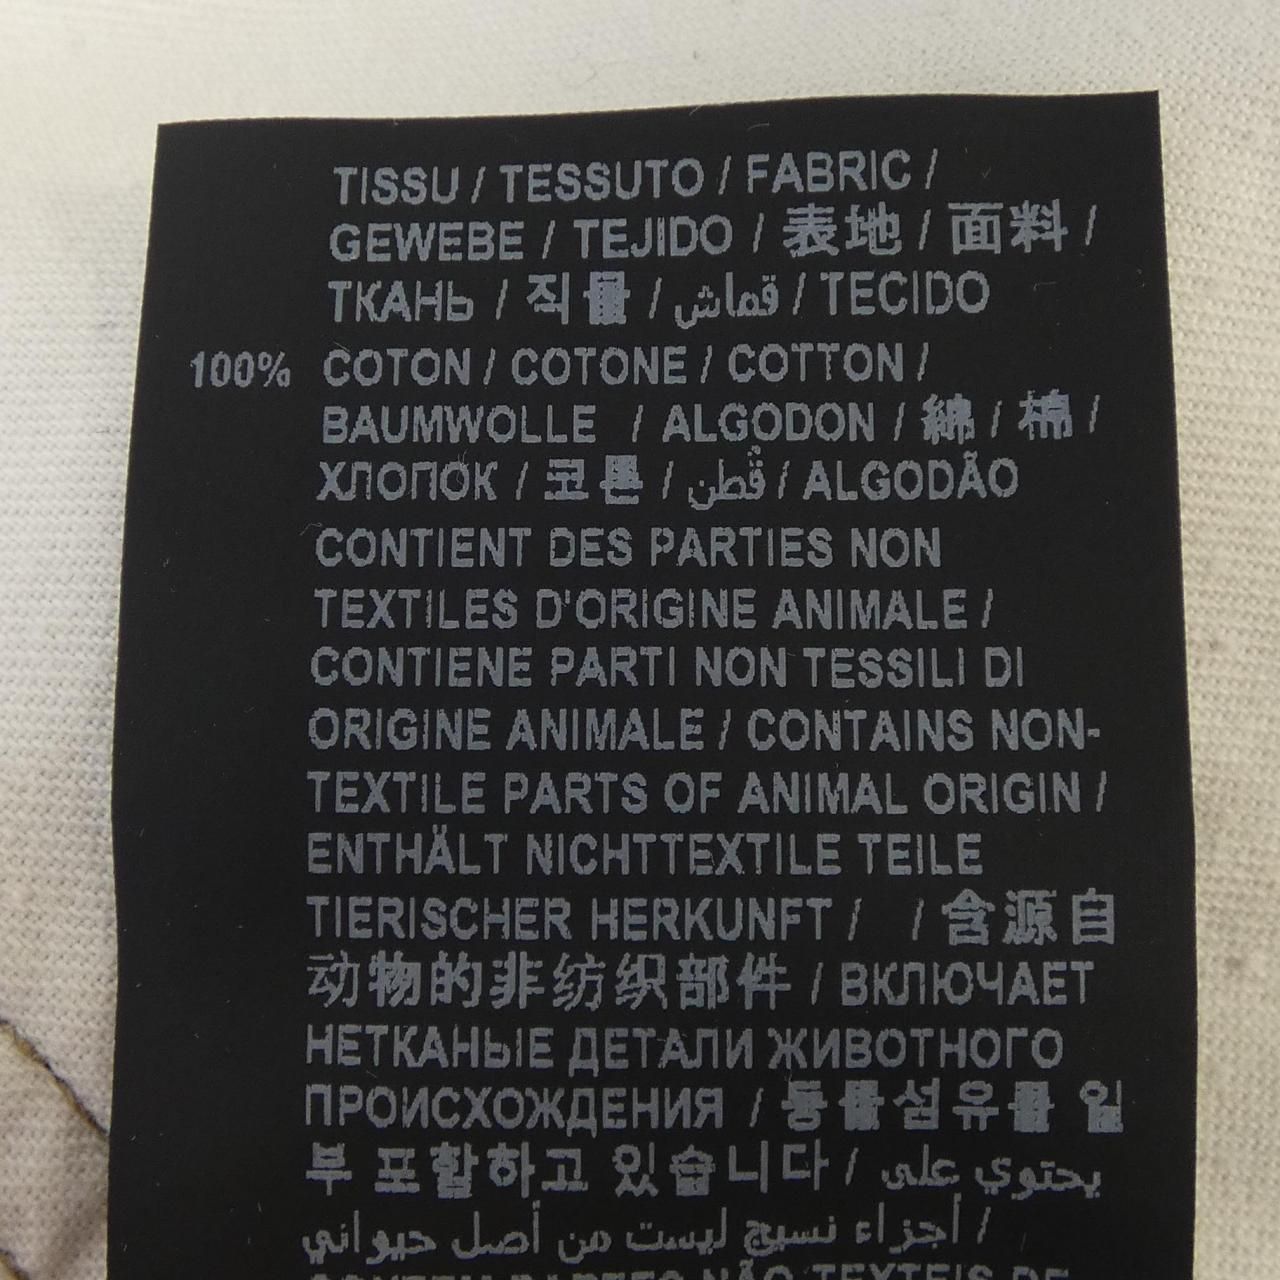 TISSU / TESSUTO / FABRIC /
GEWEBE / TEJIDO / 表地 / 面料 /
ТКАНЬ / 직물 / قماش / TECIDO
100% COTON / COTONE / COTTON /
BAUMWOLLE / ALGODON / 綿 / 棉 /
ХЛОПОК / 코튼 / قطن / ALGODÃO
CONTIENT DES PARTIES NON
TEXTILES D'ORIGINE ANIMALE /
CONTIENE PARTI NON TESSILI DI
ORIGINE ANIMALE / CONTAINS NON-
TEXTILE PARTS OF ANIMAL ORIGIN /
ENTHÄLT NICHTTEXTILE TEILE
TIERISCHER HERKUNFT / / 含源自
动物的非纺织部件 / ВКЛЮЧАЕТ
НЕТКАНЫЕ ДЕТАЛИ ЖИВОТНОГО
ПРОИСХОЖДЕНИЯ / 동물섬유를 일
부 포함하고 있습니다 / يحتوي على
أجزاء نسيج ليست من أصل حيواني /
PARTES NÃO TEXTEIS DE